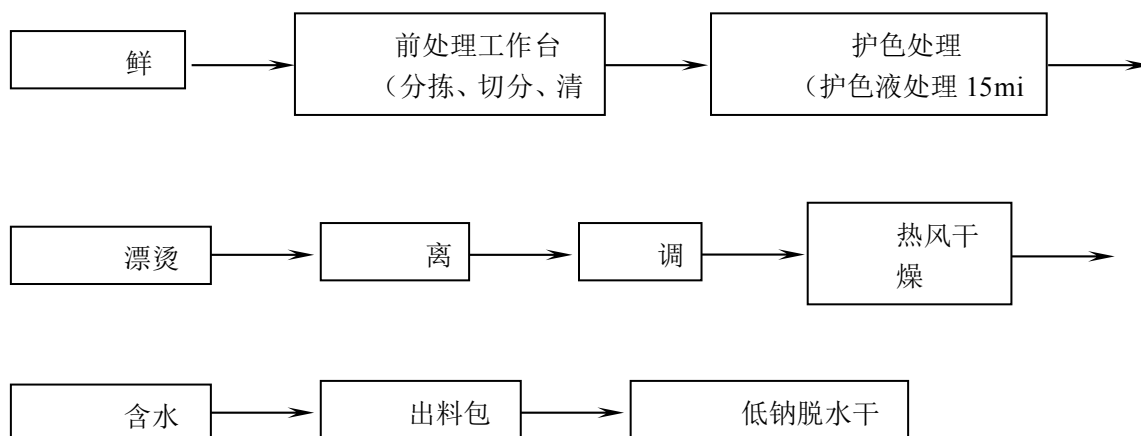 鲜
前处理工作台
（分拣、切分、清
护色处理
（护色液处理 15mi
漂烫
离
调
热风干
燥
含水
出料包
低钠脱水干